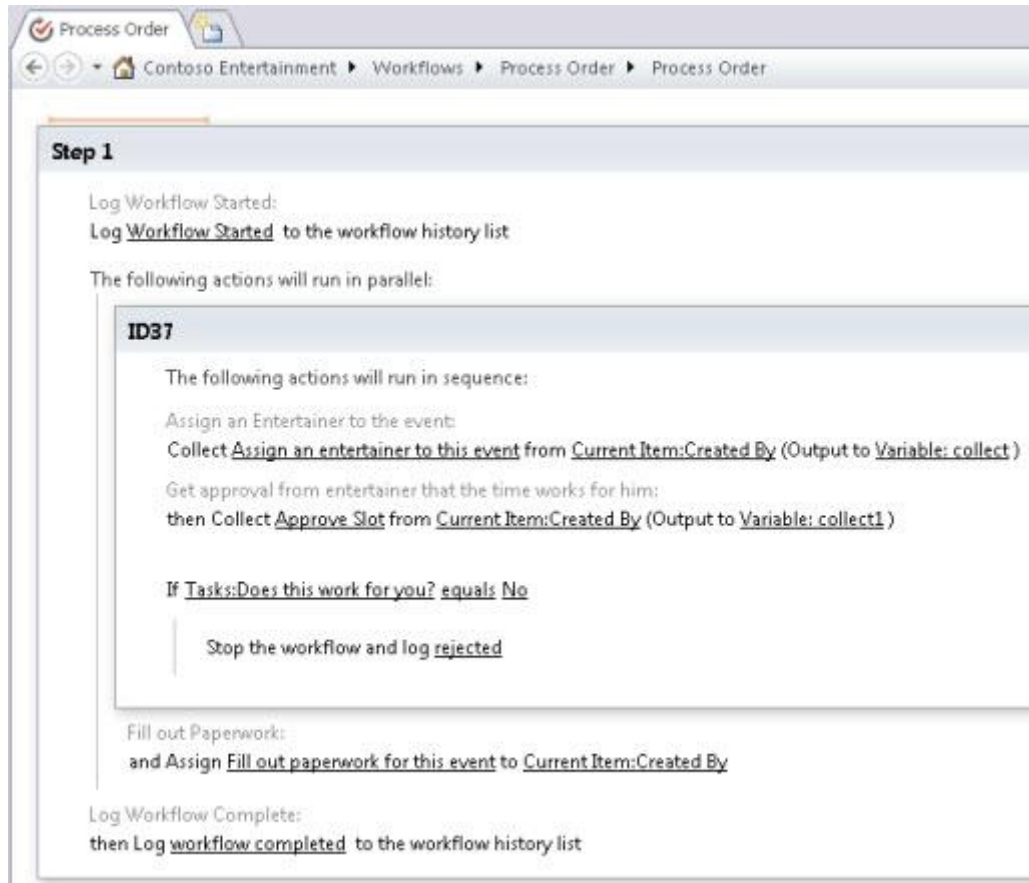 Process Order
Contoso Entertainment ▸ Workflows ▸ Process Order ▸ Process Order
Step 1
Log Workflow Started:
Log Workflow Started to the workflow history list
The following actions will run in parallel:
ID37
The following actions will run in sequence:
Assign an Entertainer to the event:
Collect Assign an entertainer to this event from Current Item:Created By (Output to Variable: collect )
Get approval from entertainer that the time works for him:
then Collect Approve Slot from Current Item:Created By (Output to Variable: collect1 )
If Tasks:Does this work for you? equals No
Stop the workflow and log rejected
Fill out Paperwork:
and Assign Fill out paperwork for this event to Current Item:Created By
Log Workflow Complete:
then Log workflow completed to the workflow history list